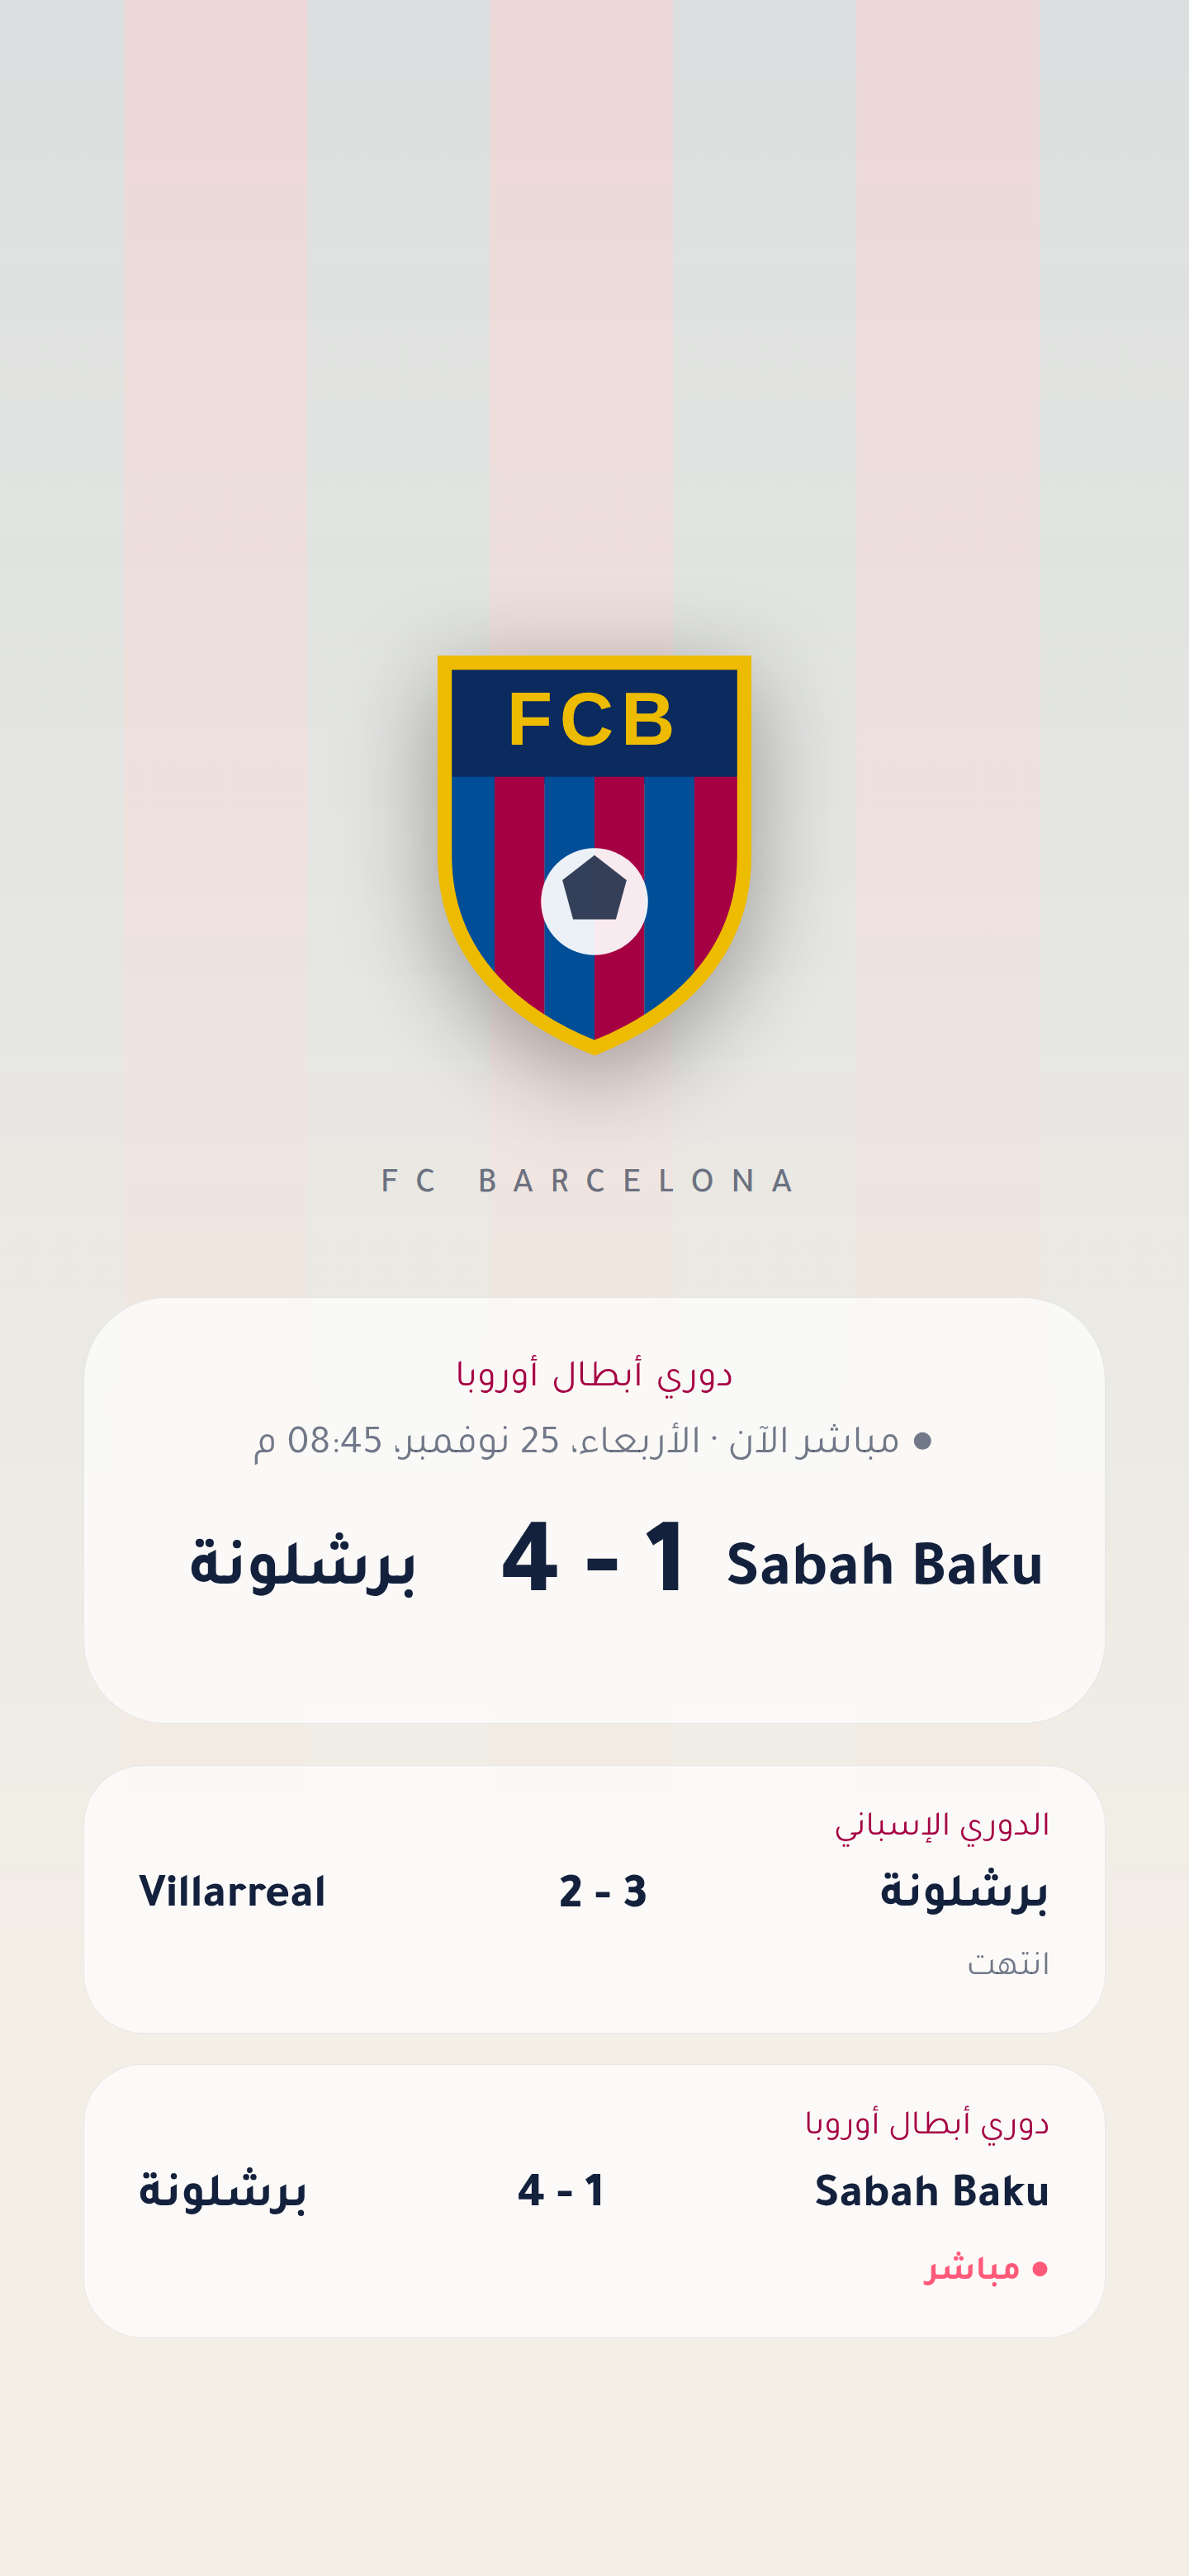 FCB
FC BARCELONA
دوري أبطال أوروبا
● مباشر الآن · الأربعاء، 25 نوفمبر، 08:45 م
Sabah Baku 1 - 4 برشلونة
الدوري الإسباني
برشلونة 3 - 2 Villarreal
انتهت
دوري أبطال أوروبا
Sabah Baku 1 - 4 برشلونة
● مباشر